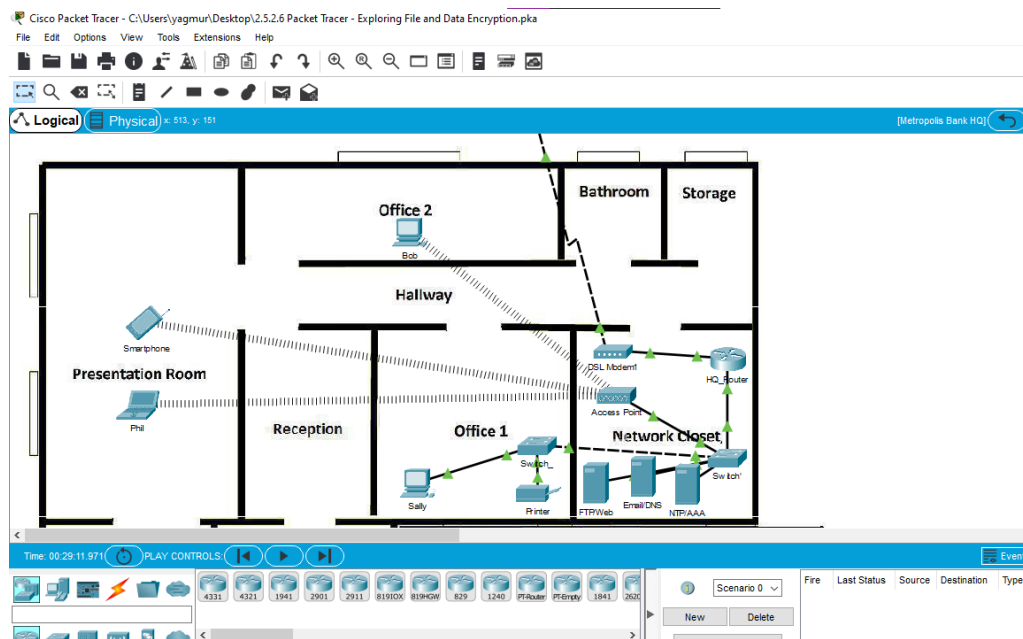 Cisco Packet Tracer - C:\Users\yagmur\Desktop\2.5.2.6 Packet Tracer - Exploring File and Data Encryption.pka
File Edit Options View Tools Extensions Help
Logical Physical x: 513, y: 151 [Metropolis Bank HQ]
Bathroom
Storage
Office 2
Bob
Hallway
Smartphone
DSL Modem1
HQ_Router
Presentation Room
Access Point
Phil
Reception
Office 1
Network Closet
Switch_
Switch'
Sally
Printer
FTP/Web
Email/DNS
NTP/AAA
Time: 00:29:11.971 PLAY CONTROLS: Event
4331 4321 1941 2901 2911 819IOX 819HGW 829 1240 PT-Router PT-Empty 1841 262
Scenario 0
Fire Last Status Source Destination Type
New Delete